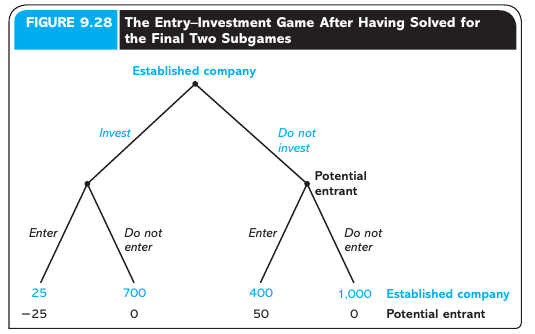 FIGURE 9.28 The Entry–Investment Game After Having Solved for
the Final Two Subgames
Established company
Invest Do not
invest
Potential
entrant
Enter Do not
enter
Enter Do not
enter
25 700 400 1,000 Established company
−25 0 50 0 Potential entrant